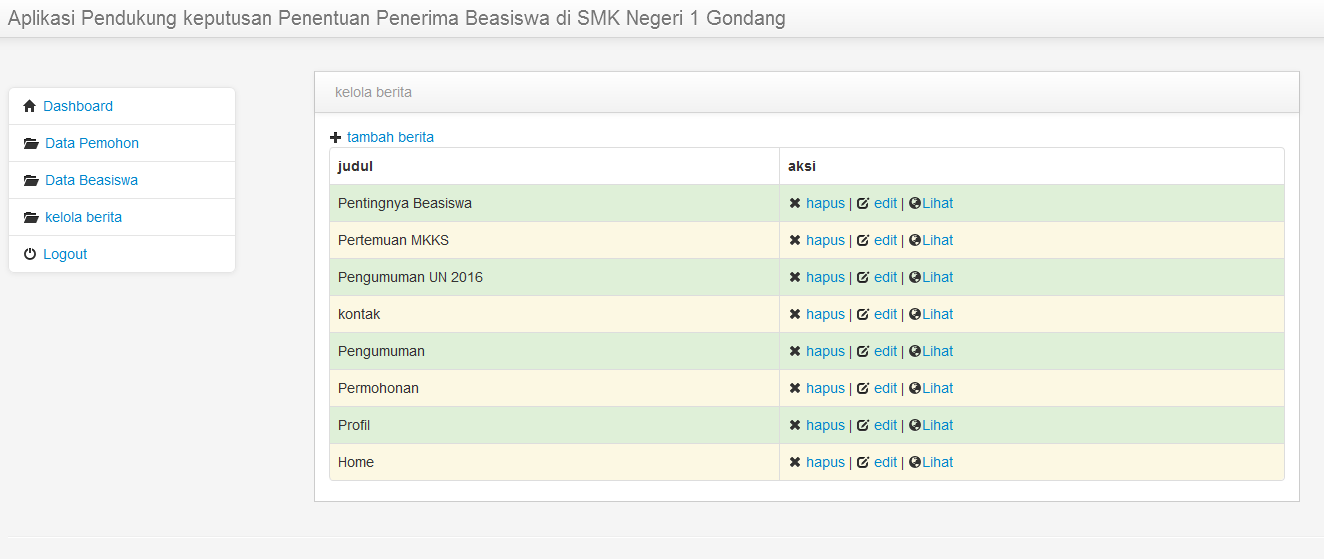 Aplikasi Pendukung keputusan Penentuan Penerima Beasiswa di SMK Negeri 1 Gondang
Dashboard
Data Pemohon
Data Beasiswa
kelola berita
Logout
kelola berita
tambah berita
judul aksi
Pentingnya Beasiswa hapus | edit | Lihat
Pertemuan MKKS hapus | edit | Lihat
Pengumuman UN 2016 hapus | edit | Lihat
kontak hapus | edit | Lihat
Pengumuman hapus | edit | Lihat
Permohonan hapus | edit | Lihat
Profil hapus | edit | Lihat
Home hapus | edit | Lihat